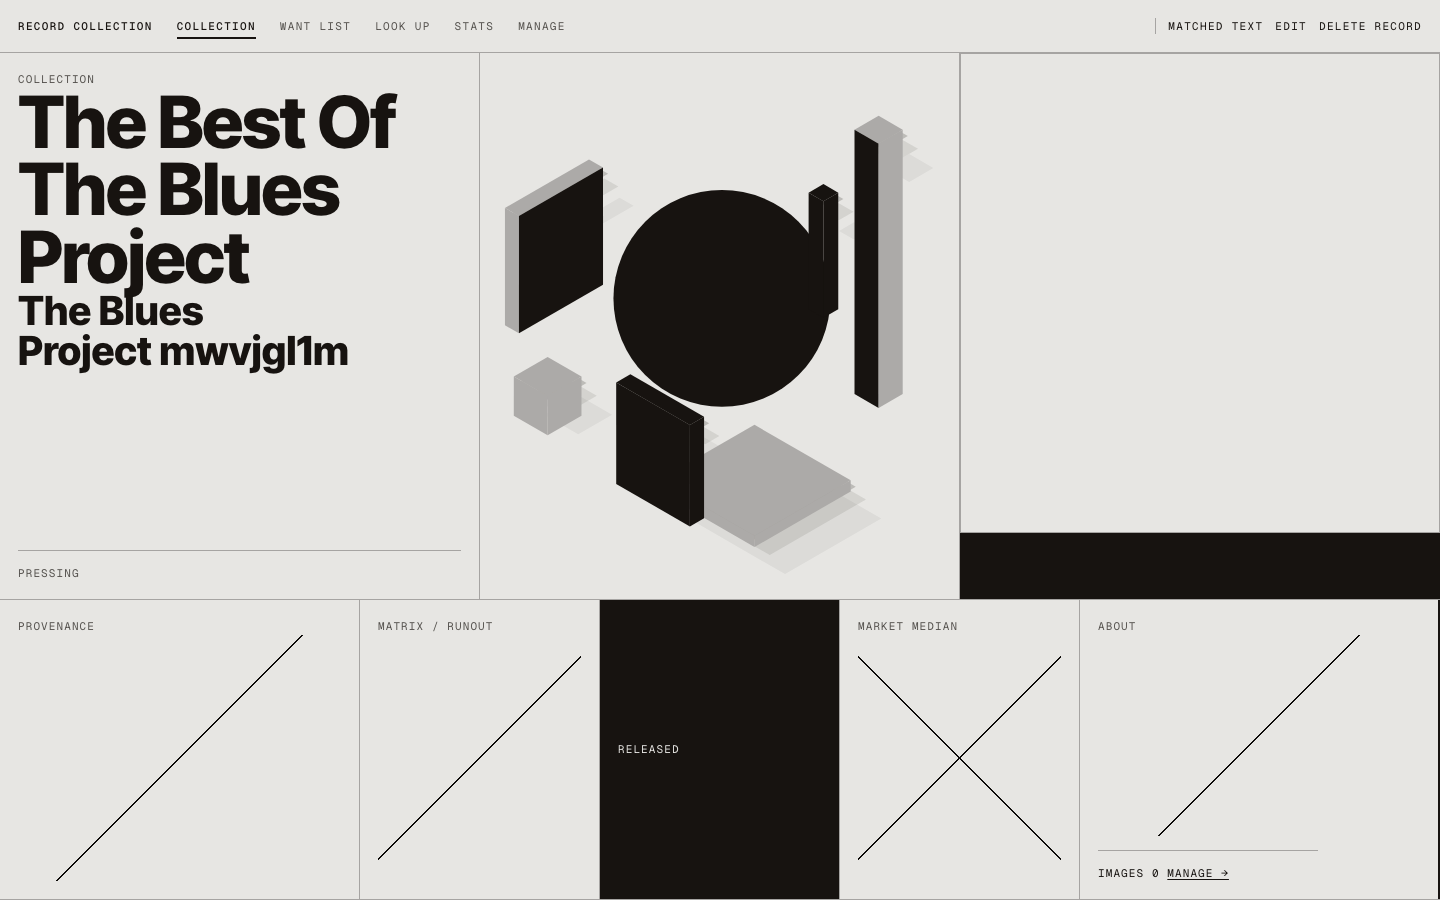 RECORD COLLECTION COLLECTION WANT LIST LOOK UP STATS MANAGE MATCHED TEXT EDIT DELETE RECORD
COLLECTION
The Best Of
The Blues
Project
The Blues
Project mwvjgl1m
PRESSING
PROVENANCE
MATRIX / RUNOUT
RELEASED
MARKET MEDIAN
ABOUT
IMAGES 0 MANAGE →